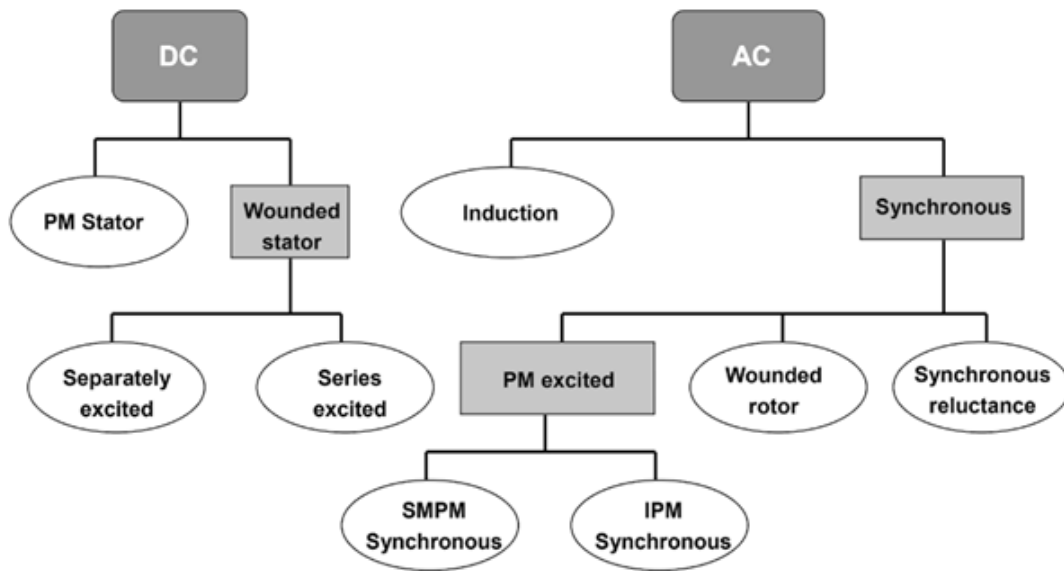 DC
AC
PM Stator
Wounded
stator
Induction
Synchronous
Separately
excited
Series
excited
PM excited
Wounded
rotor
Synchronous
reluctance
SMPM
Synchronous
IPM
Synchronous